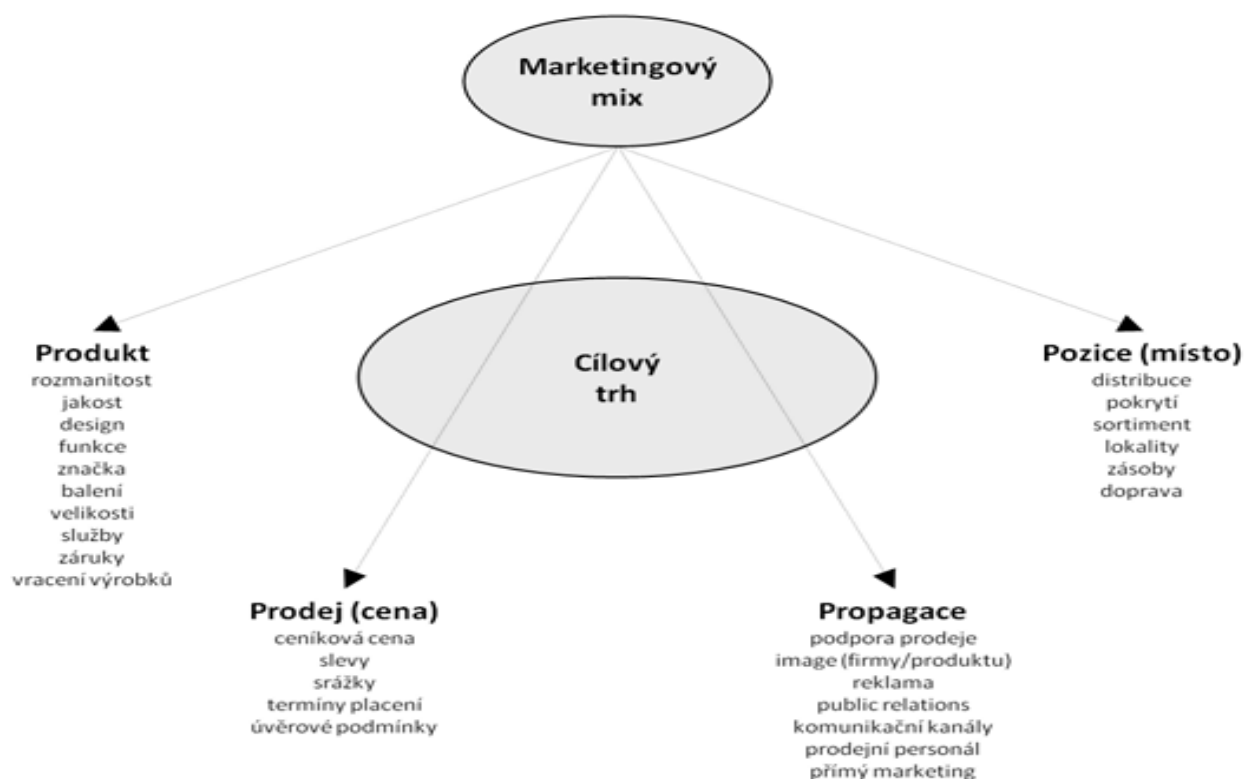 Marketingový
mix
Cílový
trh
Produkt
rozmanitost
jakost
design
funkce
značka
balení
velikosti
služby
záruky
vracení výrobků
Prodej (cena)
ceníková cena
slevy
srážky
termíny placení
úvěrové podmínky
Propagace
podpora prodeje
image (firmy/produktu)
reklama
public relations
komunikační kanály
prodejní personál
přímý marketing
Pozice (místo)
distribuce
pokrytí
sortiment
lokality
zásoby
doprava